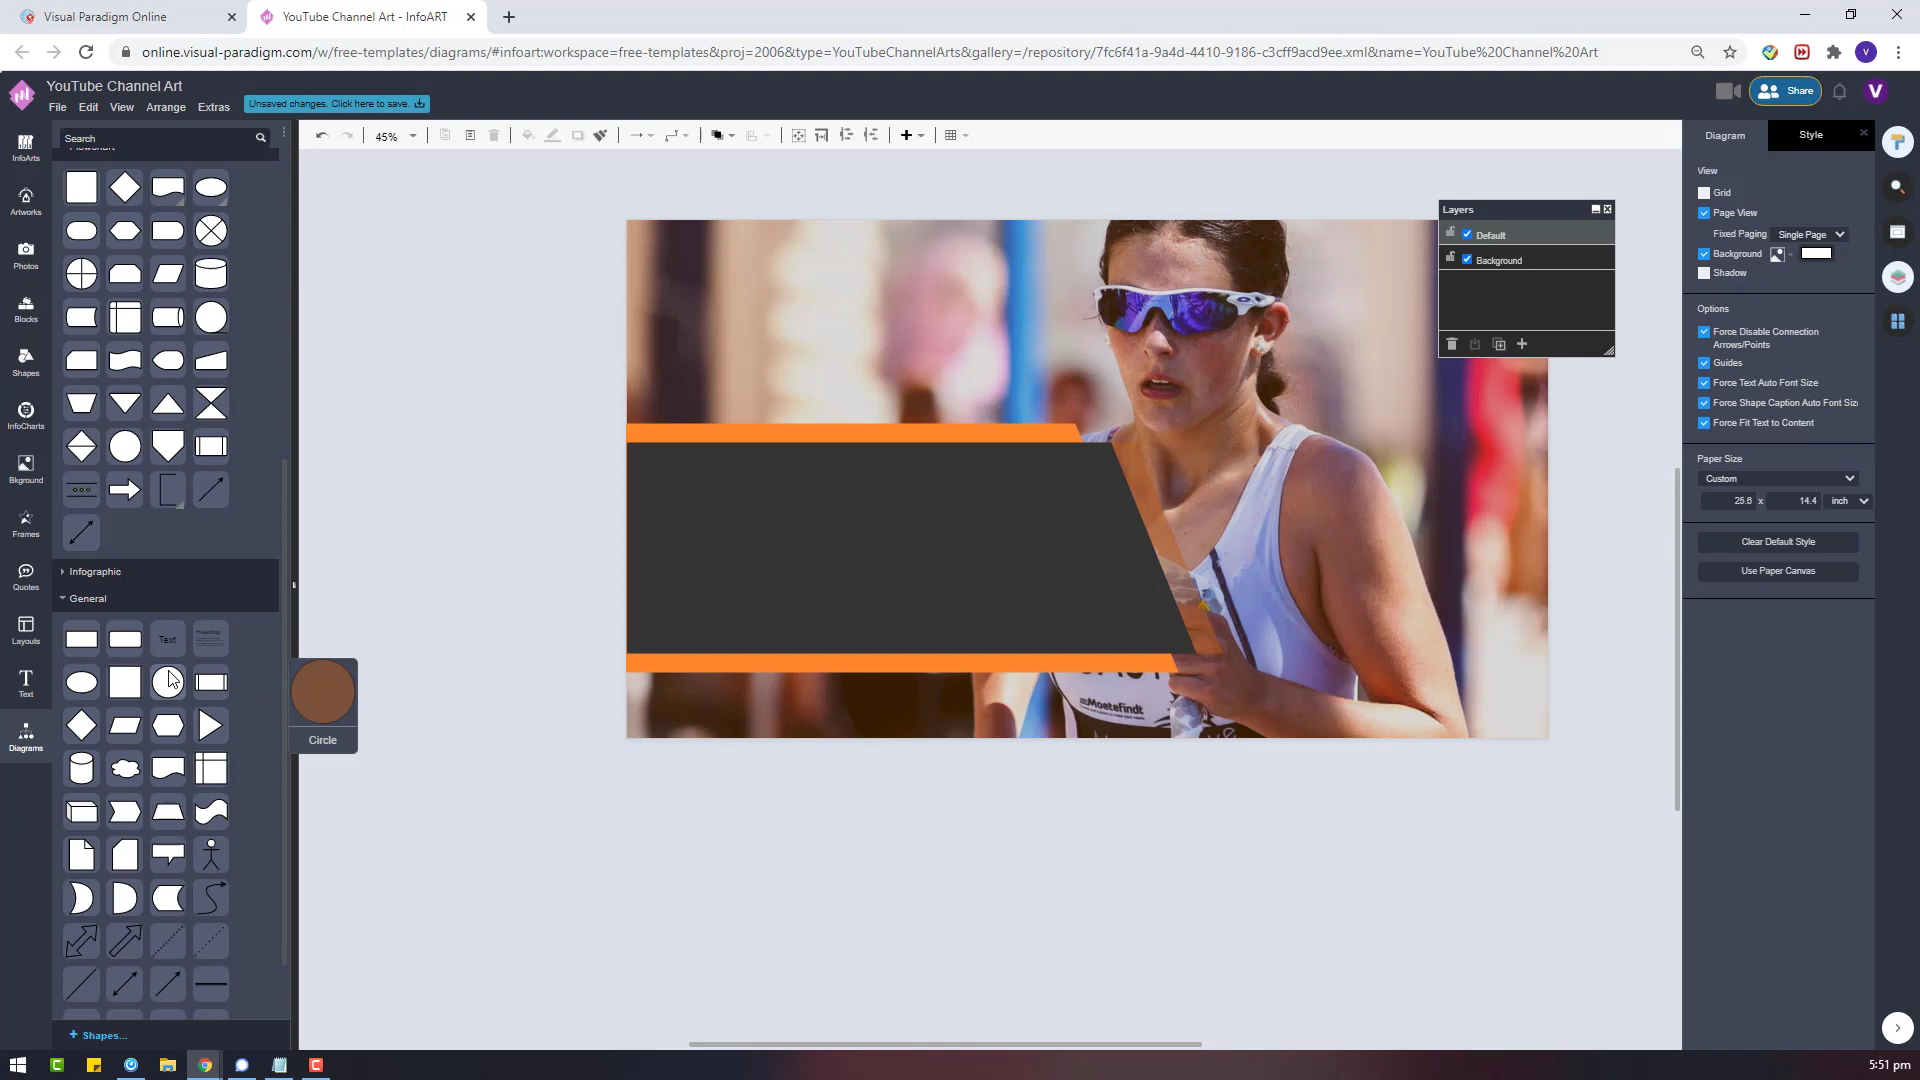 Visual Paradigm Online
YouTube Channel Art - InfoART
online.visual-paradigm.com/w/free-templates/diagrams/#infoart:workspace=free-templates&proj=2006&type=YouTubeChannelArts&gallery=/repository/7fc6f41a-9a4d-4410-9186-c3cff9acd9ee.xml&name=YouTube%20Channel%20Art
V
YouTube Channel Art
File Edit View Arrange Extras
Unsaved changes. Click here to save.
Share
V
InfoArts
Artworks
Photos
Blocks
Shapes
InfoCharts
Bkground
Frames
Quotes
Layouts
Text
Diagrams
Search
Flowchart
Infographic
General
Text
Heading
Circle
+ Shapes...
45%
Layers
Default
Background
Moetefindt
Diagram
Style
View
Grid
Page View
Fixed Paging Single Page
Background
Shadow
Options
Force Disable Connection
Arrows/Points
Guides
Force Text Auto Font Size
Force Shape Caption Auto Font Siz
Force Fit Text to Content
Paper Size
Custom
25.6 x 14.4 inch
Clear Default Style
Use Paper Canvas
5:51 pm